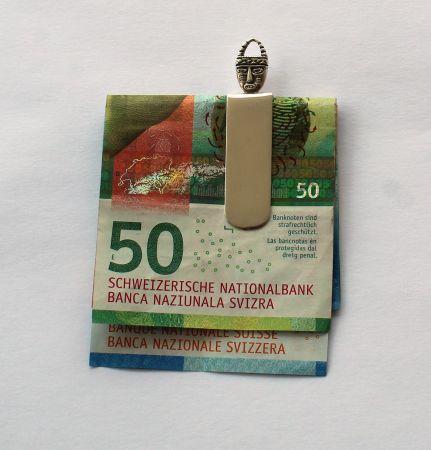 50
Banknoten sind
strafrechtlich
geschützt.
Las bancnotas èn
protegidas dal
dretg penal.
50
SCHWEIZERISCHE NATIONALBANK
BANCA NAZIUNALA SVIZRA
BANQUE NATIONALE SUISSE
BANCA NAZIONALE SVIZZERA